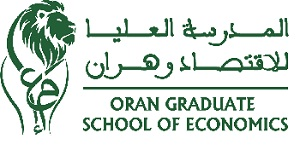 المدرسة العليا
للاقتصاد وهران
ORAN GRADUATE
SCHOOL OF ECONOMICS